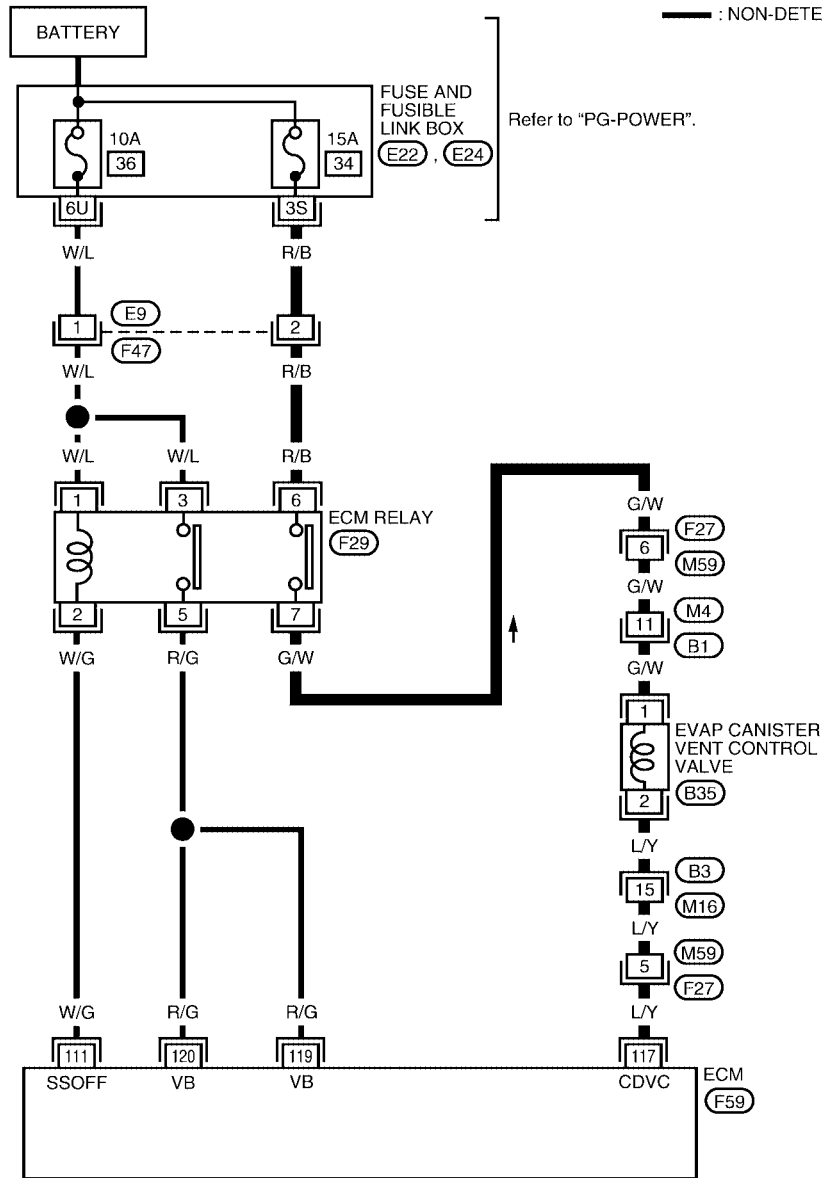 : NON-DETE
BATTERY
FUSE AND
FUSIBLE
LINK BOX
E22 , E24
Refer to “PG-POWER”.
10A
36
15A
34
6U
3S
W/L
R/B
1
E9
2
F47
W/L
R/B
W/L
W/L
R/B
1
3
6
ECM RELAY
F29
2
5
7
W/G
R/G
G/W
G/W
6
F27
M59
G/W
11
M4
B1
G/W
1
EVAP CANISTER
VENT CONTROL
VALVE
B35
2
L/Y
15
B3
M16
L/Y
5
M59
F27
L/Y
W/G
R/G
R/G
111
120
119
117
SSOFF
VB
VB
CDVC
ECM
F59